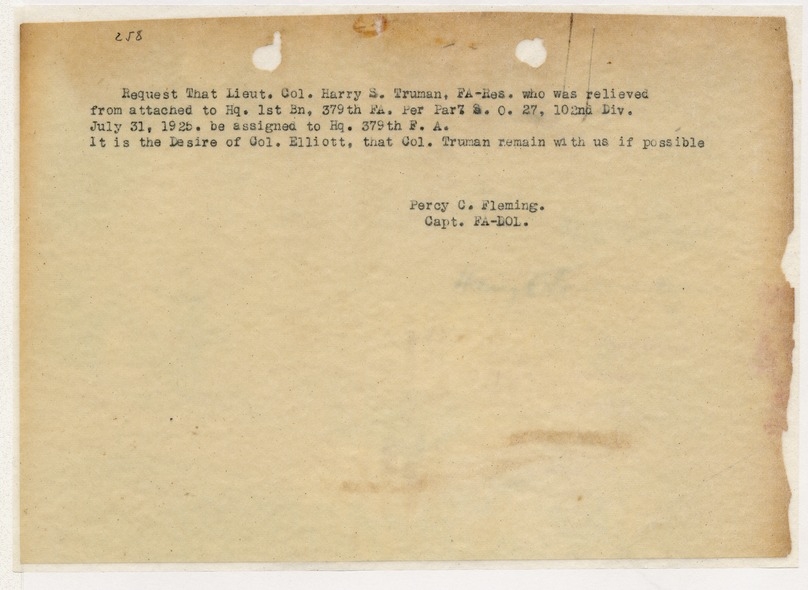 258
Request That Lieut. Col. Harry S. Truman, FA-Res. who was relieved
from attached to Hq. 1st Bn, 379th FA. Per Par7 S. O. 27, 102nd Div.
July 31, be assigned to Hq. 379th F. A.
It is the Desire of Col. Elliott, that Col. Truman remain with us if possible
Percy C. Fleming.
Capt. FA-DOL.